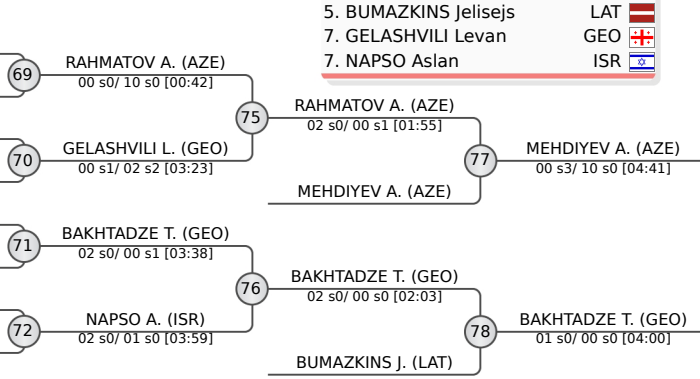 5. BUMAZKINS Jelisejs LAT
7. GELASHVILI Levan GEO
7. NAPSO Aslan ISR
69
RAHMATOV A. (AZE)
00 s0/ 10 s0 [00:42]
75
RAHMATOV A. (AZE)
02 s0/ 00 s1 [01:55]
70
GELASHVILI L. (GEO)
00 s1/ 02 s2 [03:23]
77
MEHDIYEV A. (AZE)
00 s3/ 10 s0 [04:41]
MEHDIYEV A. (AZE)
71
BAKHTADZE T. (GEO)
02 s0/ 00 s1 [03:38]
76
BAKHTADZE T. (GEO)
02 s0/ 00 s0 [02:03]
72
NAPSO A. (ISR)
02 s0/ 01 s0 [03:59]
78
BAKHTADZE T. (GEO)
01 s0/ 00 s0 [04:00]
BUMAZKINS J. (LAT)